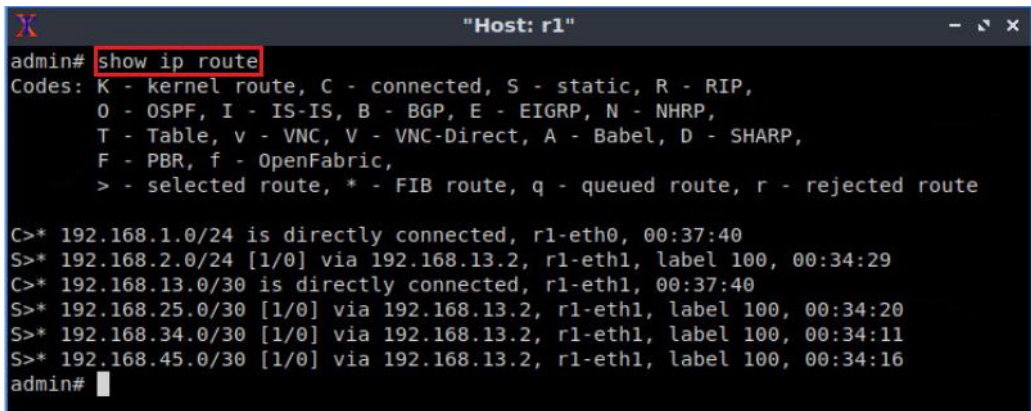 "Host: r1"
admin# show ip route
Codes: K - kernel route, C - connected, S - static, R - RIP,
O - OSPF, I - IS-IS, B - BGP, E - EIGRP, N - NHRP,
T - Table, v - VNC, V - VNC-Direct, A - Babel, D - SHARP,
F - PBR, f - OpenFabric,
> - selected route, * - FIB route, q - queued route, r - rejected route
C>* 192.168.1.0/24 is directly connected, r1-eth0, 00:37:40
S>* 192.168.2.0/24 [1/0] via 192.168.13.2, r1-eth1, label 100, 00:34:29
C>* 192.168.13.0/30 is directly connected, r1-eth1, 00:37:40
S>* 192.168.25.0/30 [1/0] via 192.168.13.2, r1-eth1, label 100, 00:34:20
S>* 192.168.34.0/30 [1/0] via 192.168.13.2, r1-eth1, label 100, 00:34:11
S>* 192.168.45.0/30 [1/0] via 192.168.13.2, r1-eth1, label 100, 00:34:16
admin#